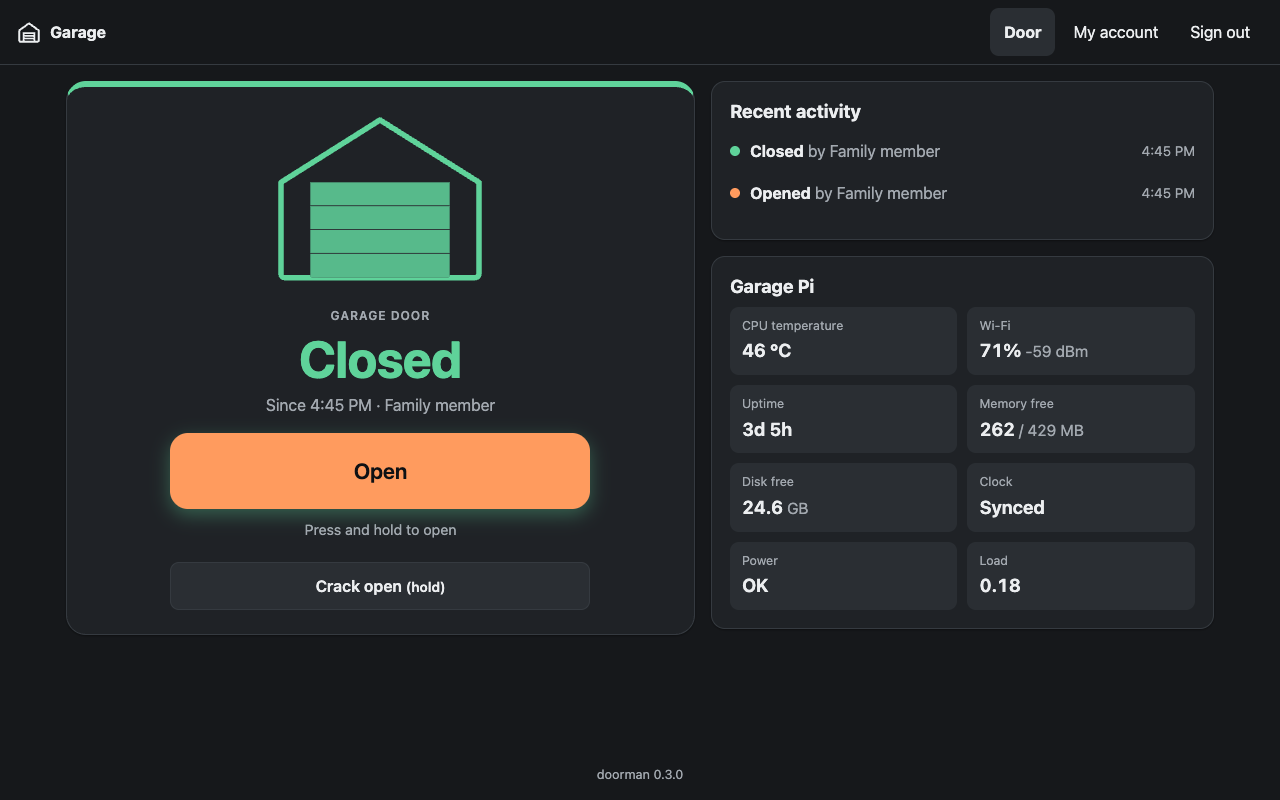 Garage
Door
My account
Sign out
GARAGE DOOR
Closed
Since 4:45 PM · Family member
Open
Press and hold to open
Crack open (hold)
Recent activity
Closed by Family member 4:45 PM
Opened by Family member 4:45 PM
Garage Pi
CPU temperature
46 °C
Wi-Fi
71% -59 dBm
Uptime
3d 5h
Memory free
262 / 429 MB
Disk free
24.6 GB
Clock
Synced
Power
OK
Load
0.18
doorman 0.3.0